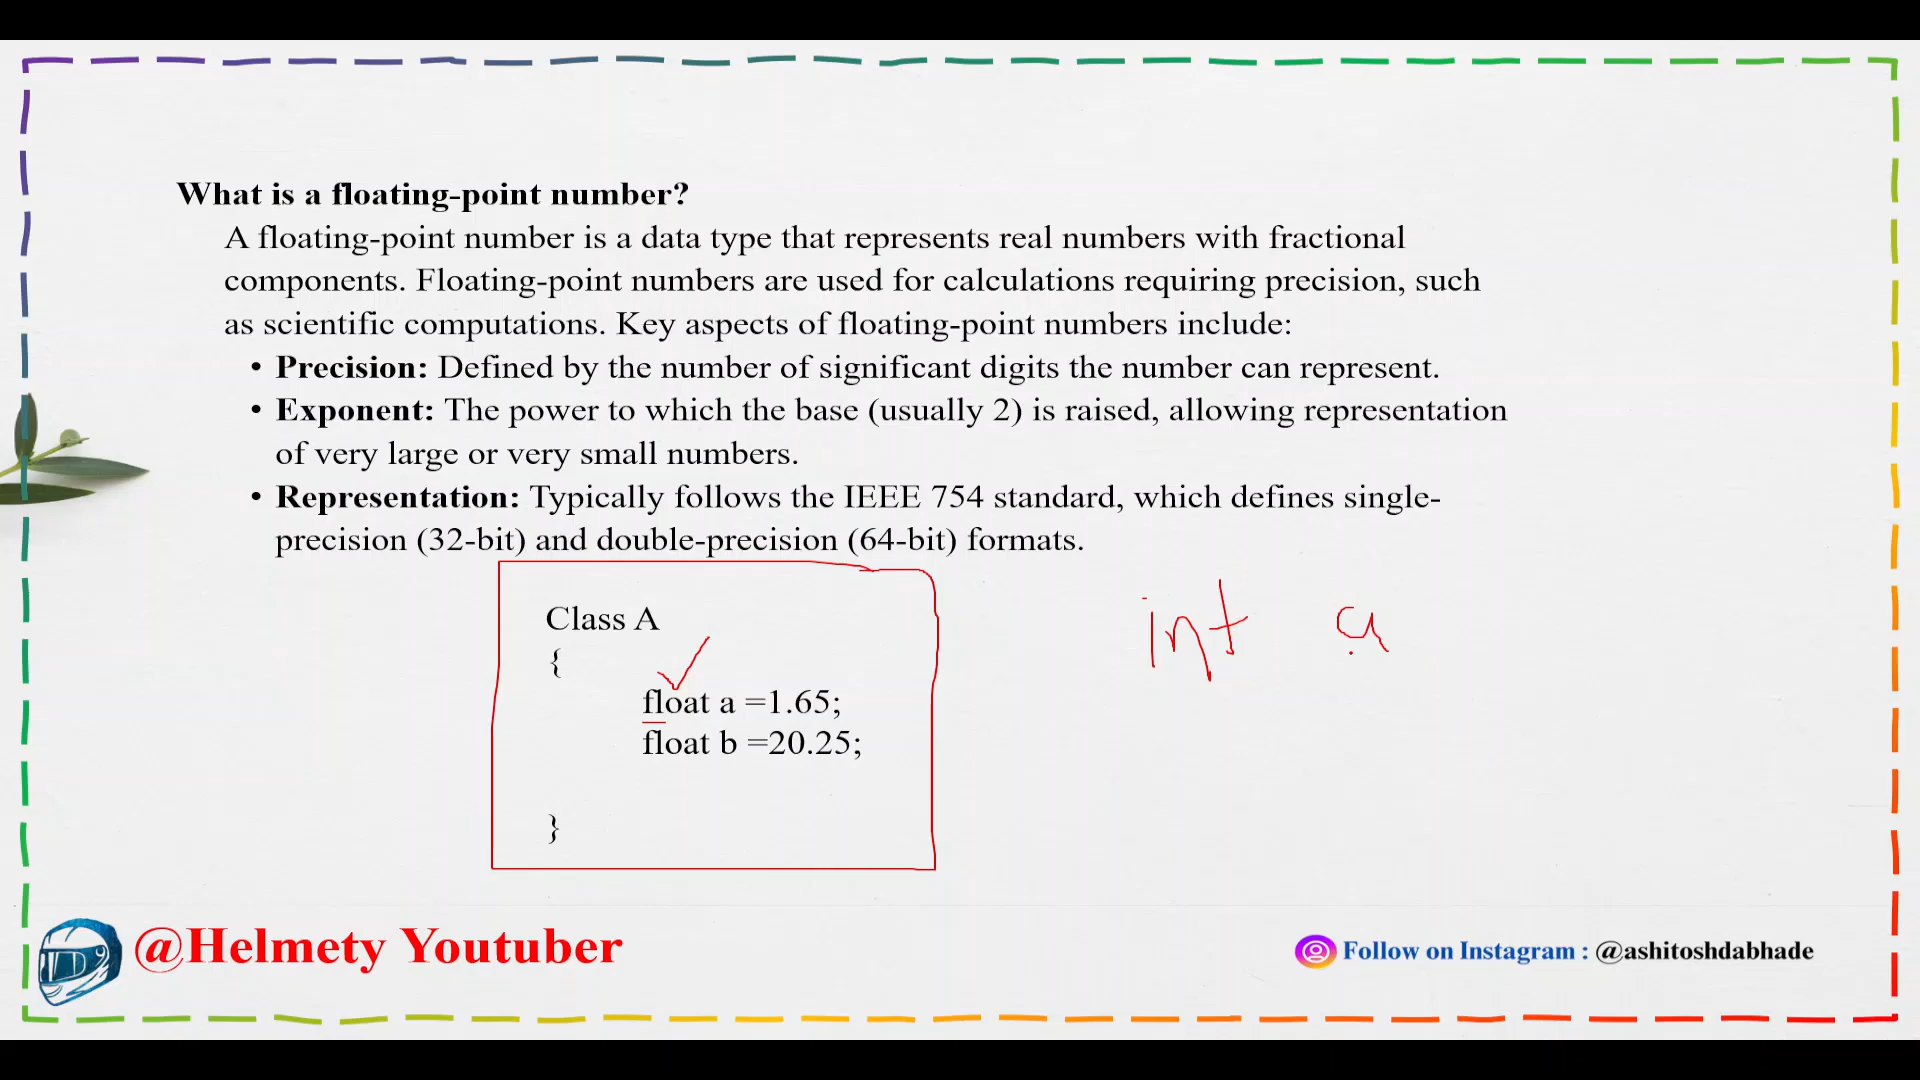 What is a floating-point number?
A floating-point number is a data type that represents real numbers with fractional
components. Floating-point numbers are used for calculations requiring precision, such
as scientific computations. Key aspects of floating-point numbers include:
• Precision: Defined by the number of significant digits the number can represent.
• Exponent: The power to which the base (usually 2) is raised, allowing representation
of very large or very small numbers.
• Representation: Typically follows the IEEE 754 standard, which defines single-
precision (32-bit) and double-precision (64-bit) formats.
Class A
{
float a =1.65;
float b =20.25;
}
int a
@Helmety Youtuber
Follow on Instagram : @ashitoshdabhade